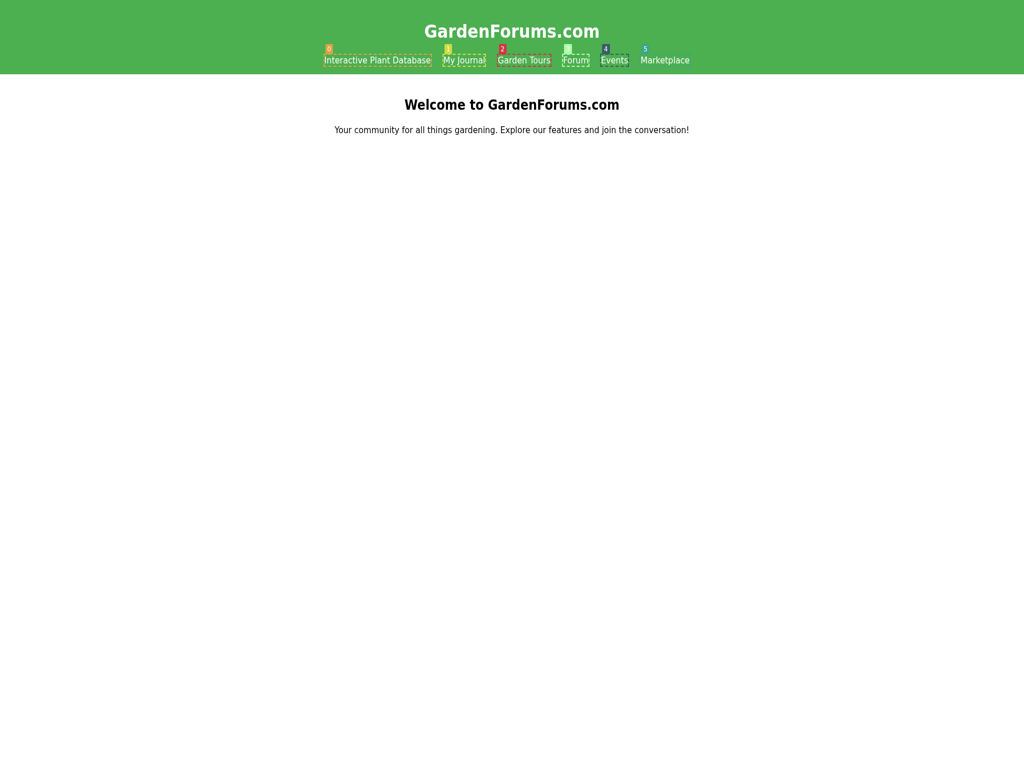 GardenForums.com
0 1 2 3 4 5
Interactive Plant Database My Journal Garden Tours Forum Events Marketplace
Welcome to GardenForums.com
Your community for all things gardening. Explore our features and join the conversation!